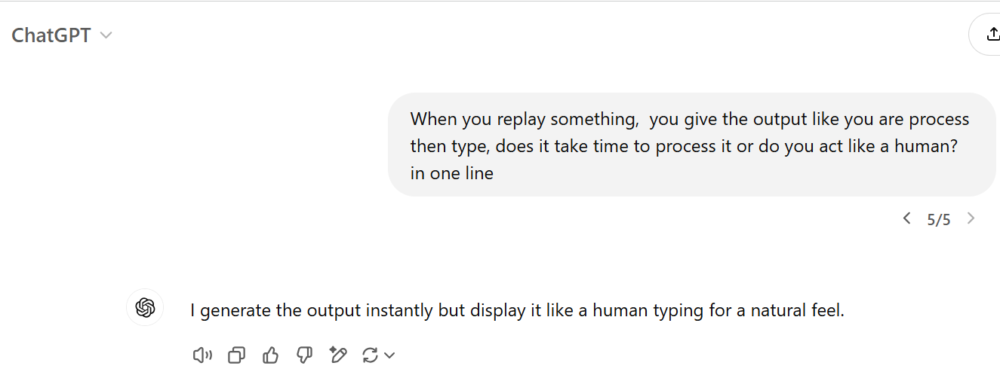 ChatGPT
When you replay something,  you give the output like you are process
then type, does it take time to process it or do you act like a human?
in one line
5/5
I generate the output instantly but display it like a human typing for a natural feel.